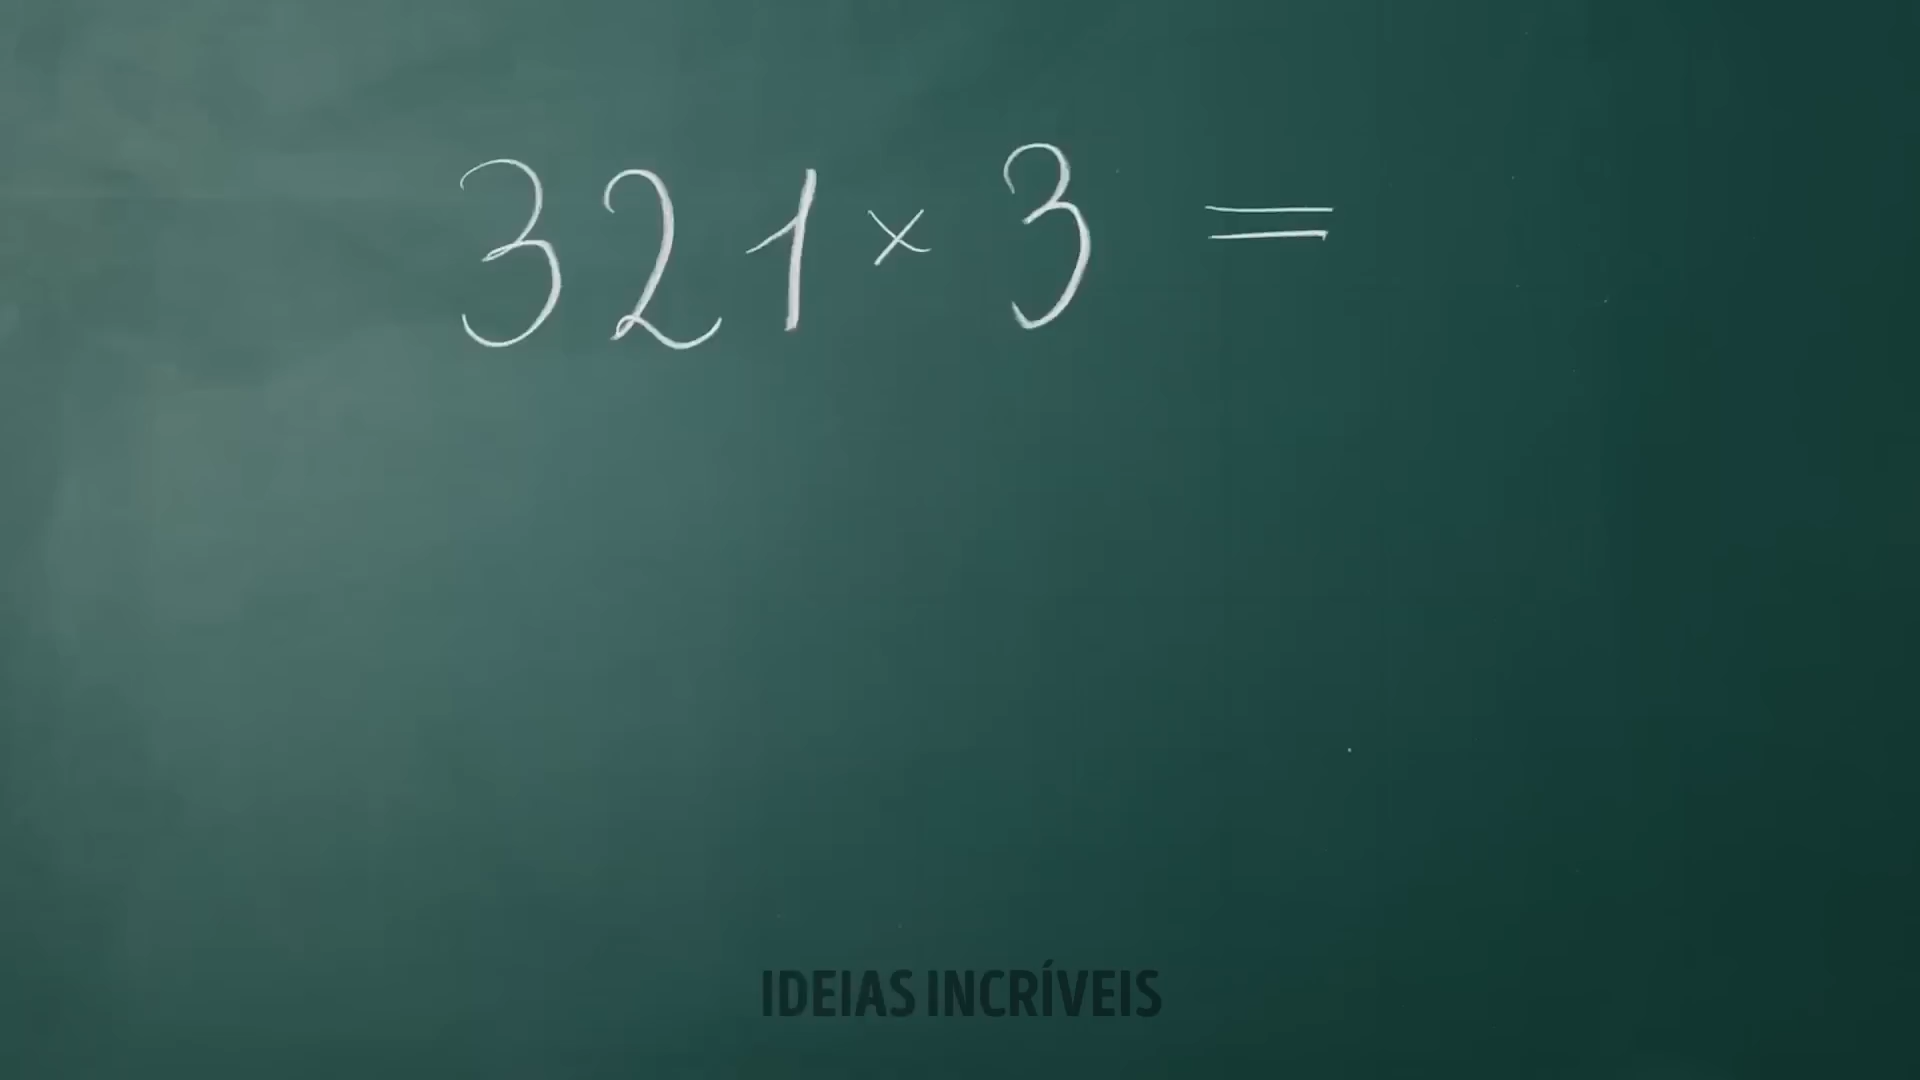 321 × 3 =
IDEIAS INCRÍVEIS